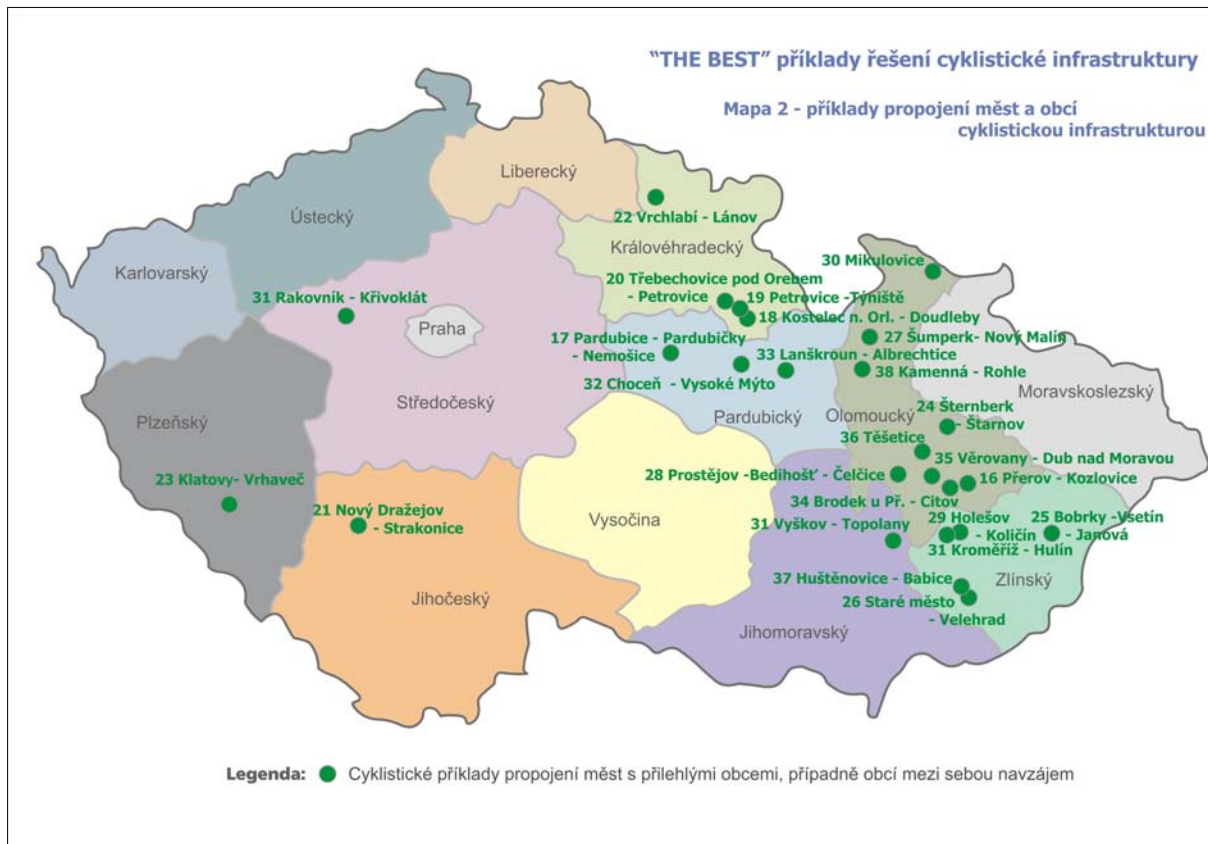 “THE BEST” příklady řešení cyklistické infrastruktury
Mapa 2 - příklady propojení měst a obcí
cyklistickou infrastrukturou
Liberecký
Ústecký
22 Vrchlabí - Lánov
Královéhradecký
Karlovarský
30 Mikulovice
20 Třebechovice pod Orebem
- Petrovice
19 Petrovice -Týniště
18 Kostelec n. Orl. - Doudleby
31 Rakovník - Křivoklát
Praha
17 Pardubice - Pardubičky
- Nemošice
27 Šumperk- Nový Malín
33 Lanškroun - Albrechtice
38 Kamenná - Rohle
32 Choceň - Vysoké Mýto
Moravskoslezský
Středočeský
Pardubický
Olomoucký
24 Šternberk
- Štarnov
Plzeňský
36 Těšetice
35 Věrovany - Dub nad Moravou
28 Prostějov -Bedihošť - Čelčice
16 Přerov - Kozlovice
23 Klatovy- Vrhaveč
34 Brodek u Př. - Citov
21 Nový Dražejov
- Strakonice
Vysočina
31 Vyškov - Topolany
29 Holešov
- Količín
25 Bobrky -Vsetín
- Janová
31 Kroměříž - Hulín
Jihočeský
37 Huštěnovice - Babice
Zlínský
26 Staré město
- Velehrad
Jihomoravský
Legenda: Cyklistické příklady propojení měst s přilehlými obcemi, případně obcí mezi sebou navzájem